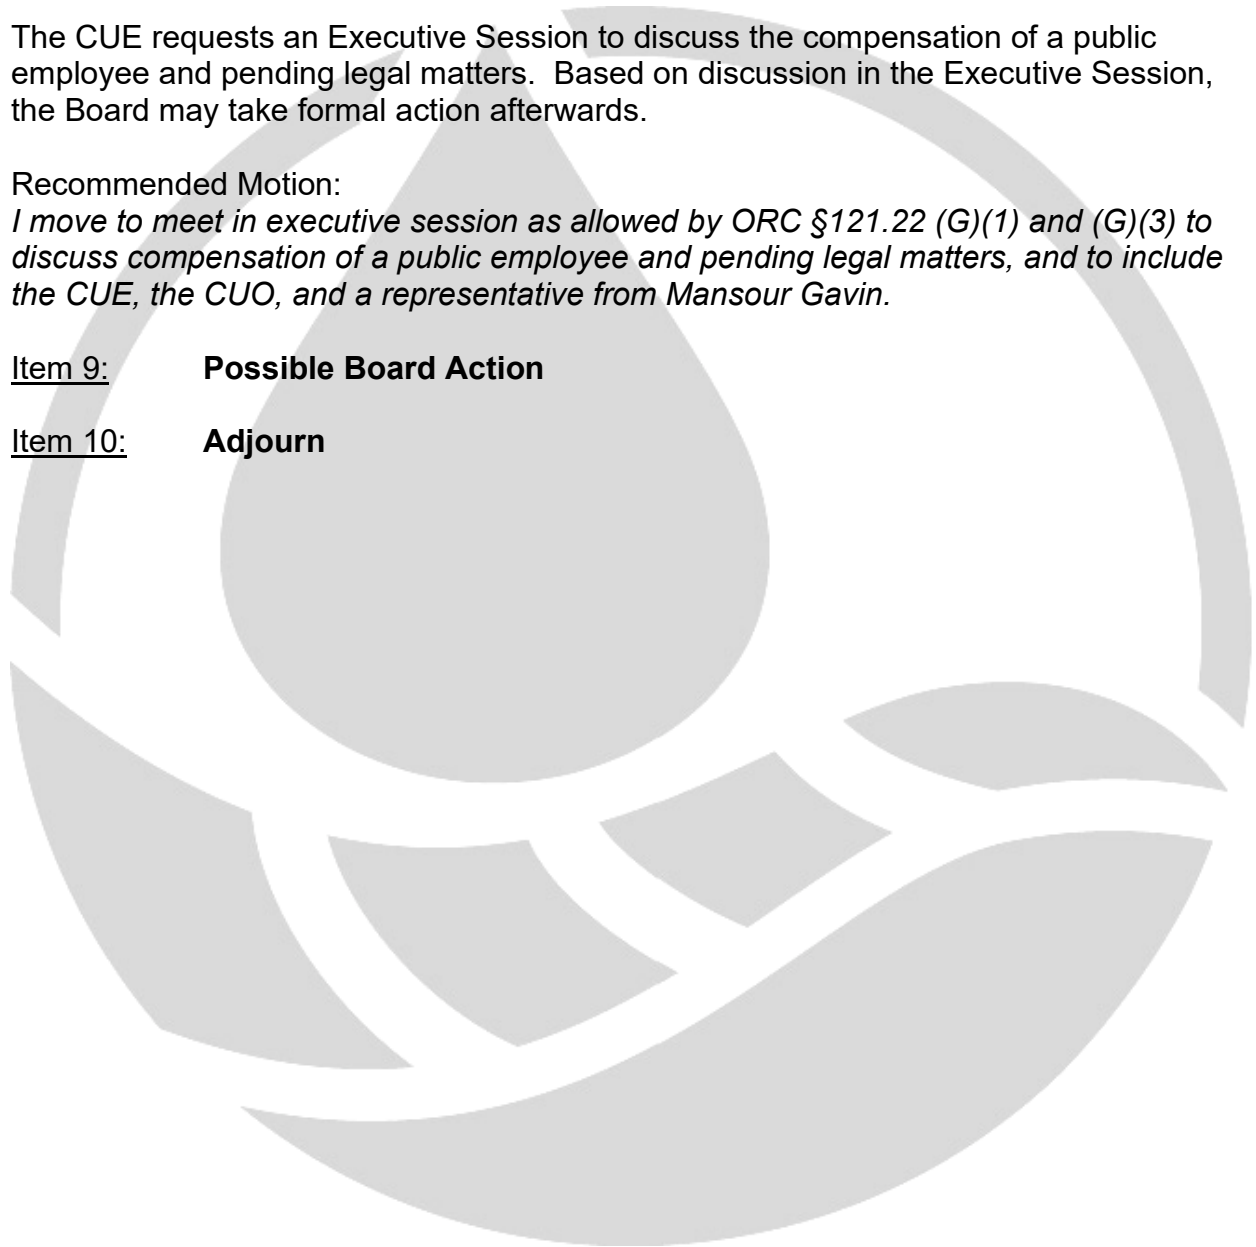 The CUE requests an Executive Session to discuss the compensation of a public
employee and pending legal matters.  Based on discussion in the Executive Session,
the Board may take formal action afterwards.
Recommended Motion:
I move to meet in executive session as allowed by ORC §121.22 (G)(1) and (G)(3) to
discuss compensation of a public employee and pending legal matters, and to include
the CUE, the CUO, and a representative from Mansour Gavin.
Item 9: Possible Board Action
Item 10: Adjourn